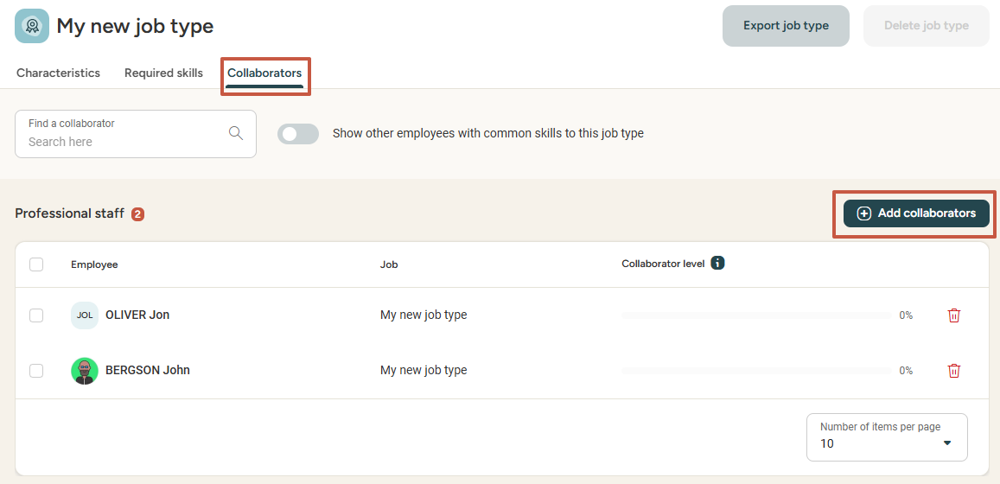 My new job type
Export job type
Delete job type
Characteristics
Required skills
Collaborators
Find a collaborator
Search here
Show other employees with common skills to this job type
Professional staff 2
Add collaborators
Employee
Job
Collaborator level i
JOL OLIVER Jon
My new job type
0%
BERGSON John
My new job type
0%
Number of items per page
10